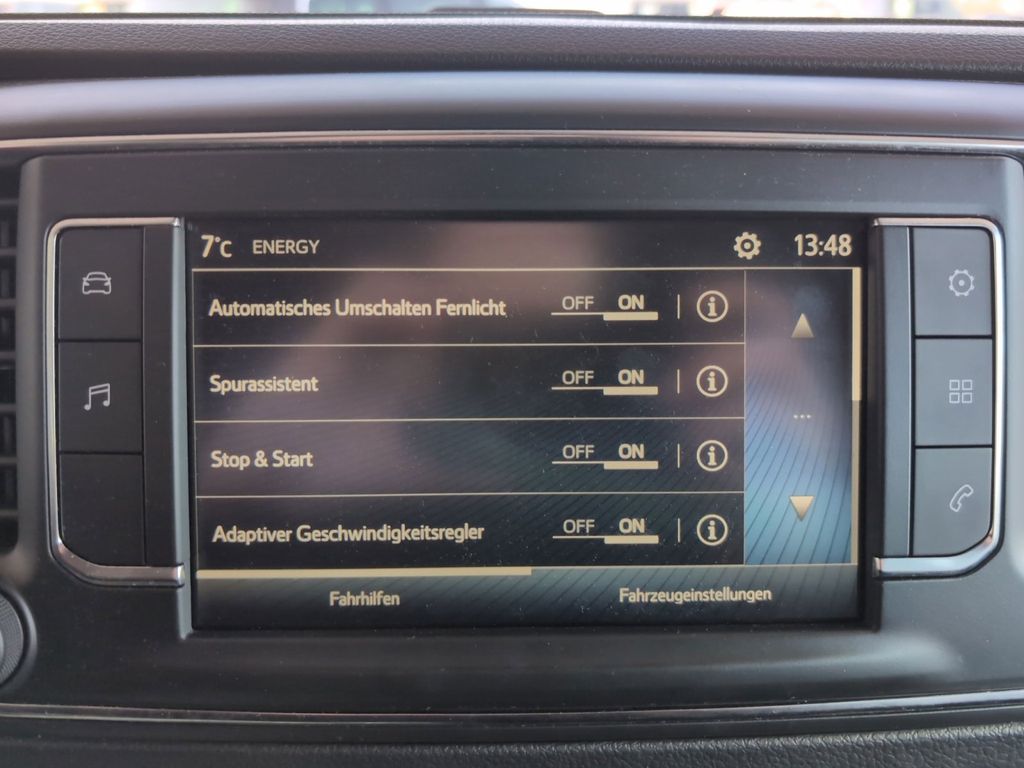 7°C ENERGY 13:48
Automatisches Umschalten Fernlicht OFF ON
Spurassistent OFF ON
Stop & Start OFF ON
Adaptiver Geschwindigkeitsregler OFF ON
Fahrhilfen Fahrzeugeinstellungen